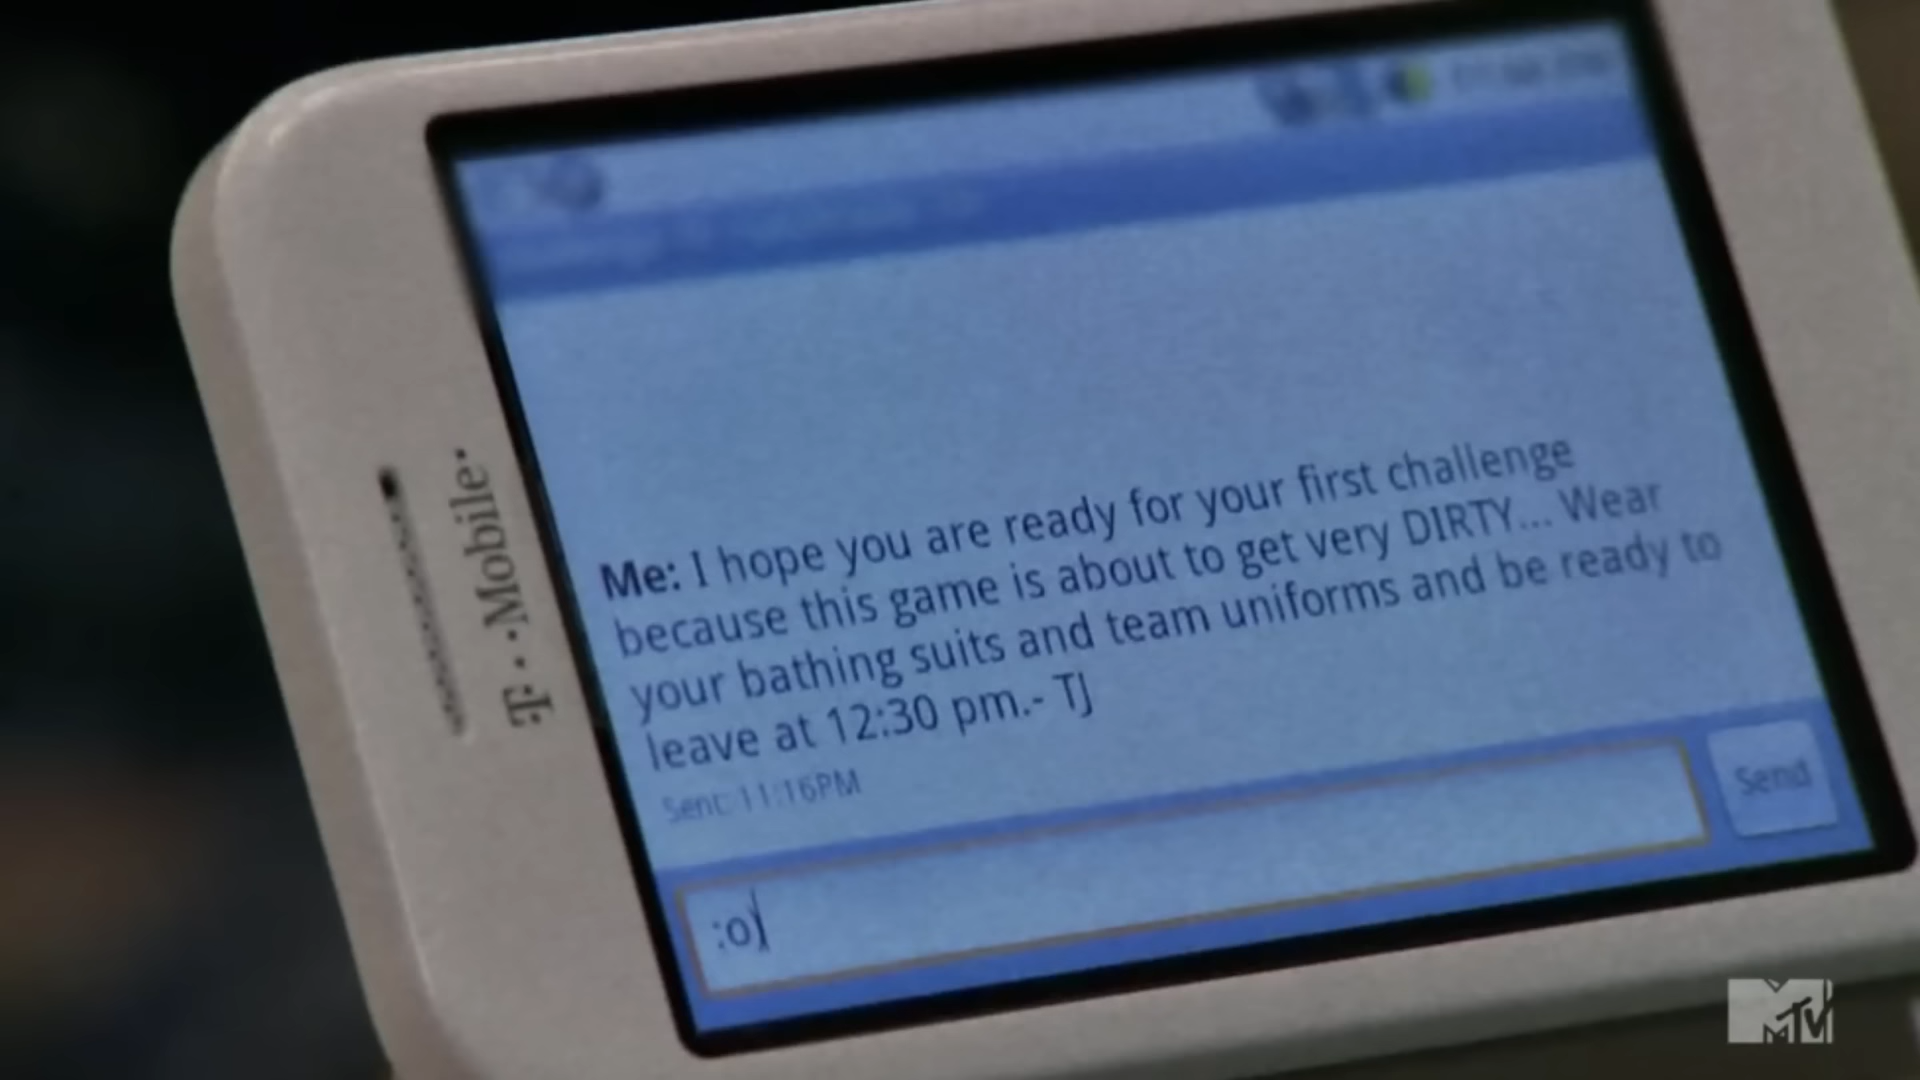 Me: I hope you are ready for your first challenge
because this game is about to get very DIRTY... Wear
your bathing suits and team uniforms and be ready to
leave at 12:30 pm.- TJ
Sent: 11:16PM
:o)
Send
T · ·Mobile·
MTV